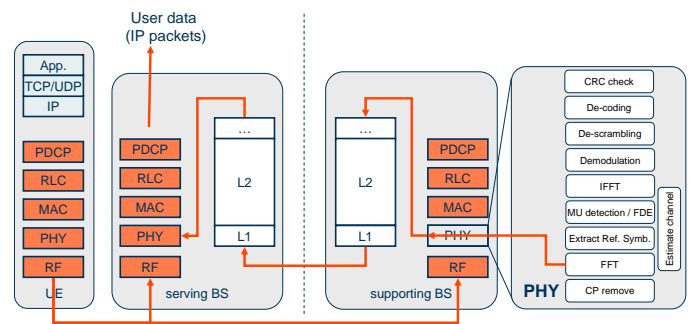 User data
(IP packets)
App.
TCP/UDP
IP
PDCP
RLC
MAC
PHY
RF
UE
PDCP
RLC
MAC
PHY
RF
...
L2
L1
serving BS
...
L2
L1
PDCP
RLC
MAC
PHY
RF
supporting BS
CRC check
De-coding
De-scrambling
Demodulation
IFFT
MU detection / FDE
Extract Ref. Symb.
FFT
CP remove
Estimate channel
PHY